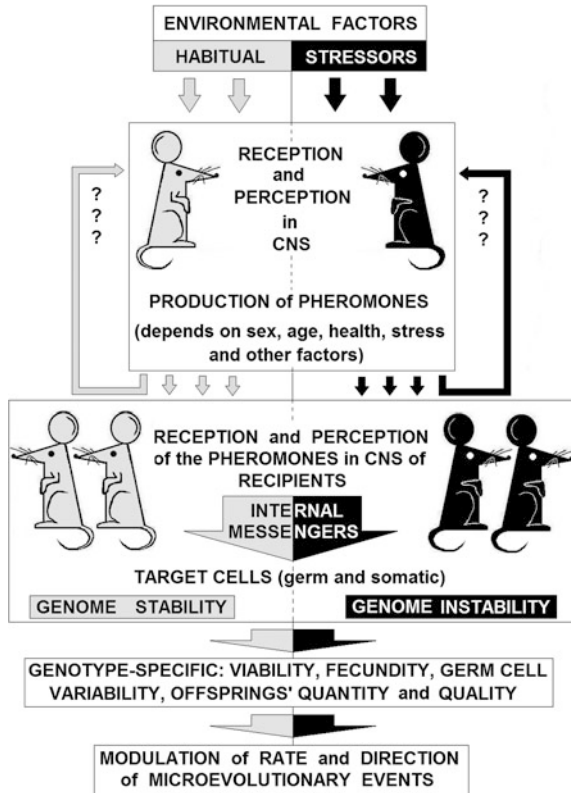 ENVIRONMENTAL FACTORS
HABITUAL STRESSORS
RECEPTION
and
PERCEPTION
in
CNS
?
?
?
?
?
?
PRODUCTION of PHEROMONES
(depends on sex, age, health, stress
and other factors)
RECEPTION and PERCEPTION
of the PHEROMONES in CNS of
RECIPIENTS
INTERNAL
MESSENGERS
TARGET CELLS (germ and somatic)
GENOME STABILITY GENOME INSTABILITY
GENOTYPE-SPECIFIC: VIABILITY, FECUNDITY, GERM CELL
VARIABILITY, OFFSPRINGS' QUANTITY and QUALITY
MODULATION of RATE and DIRECTION
of MICROEVOLUTIONARY EVENTS